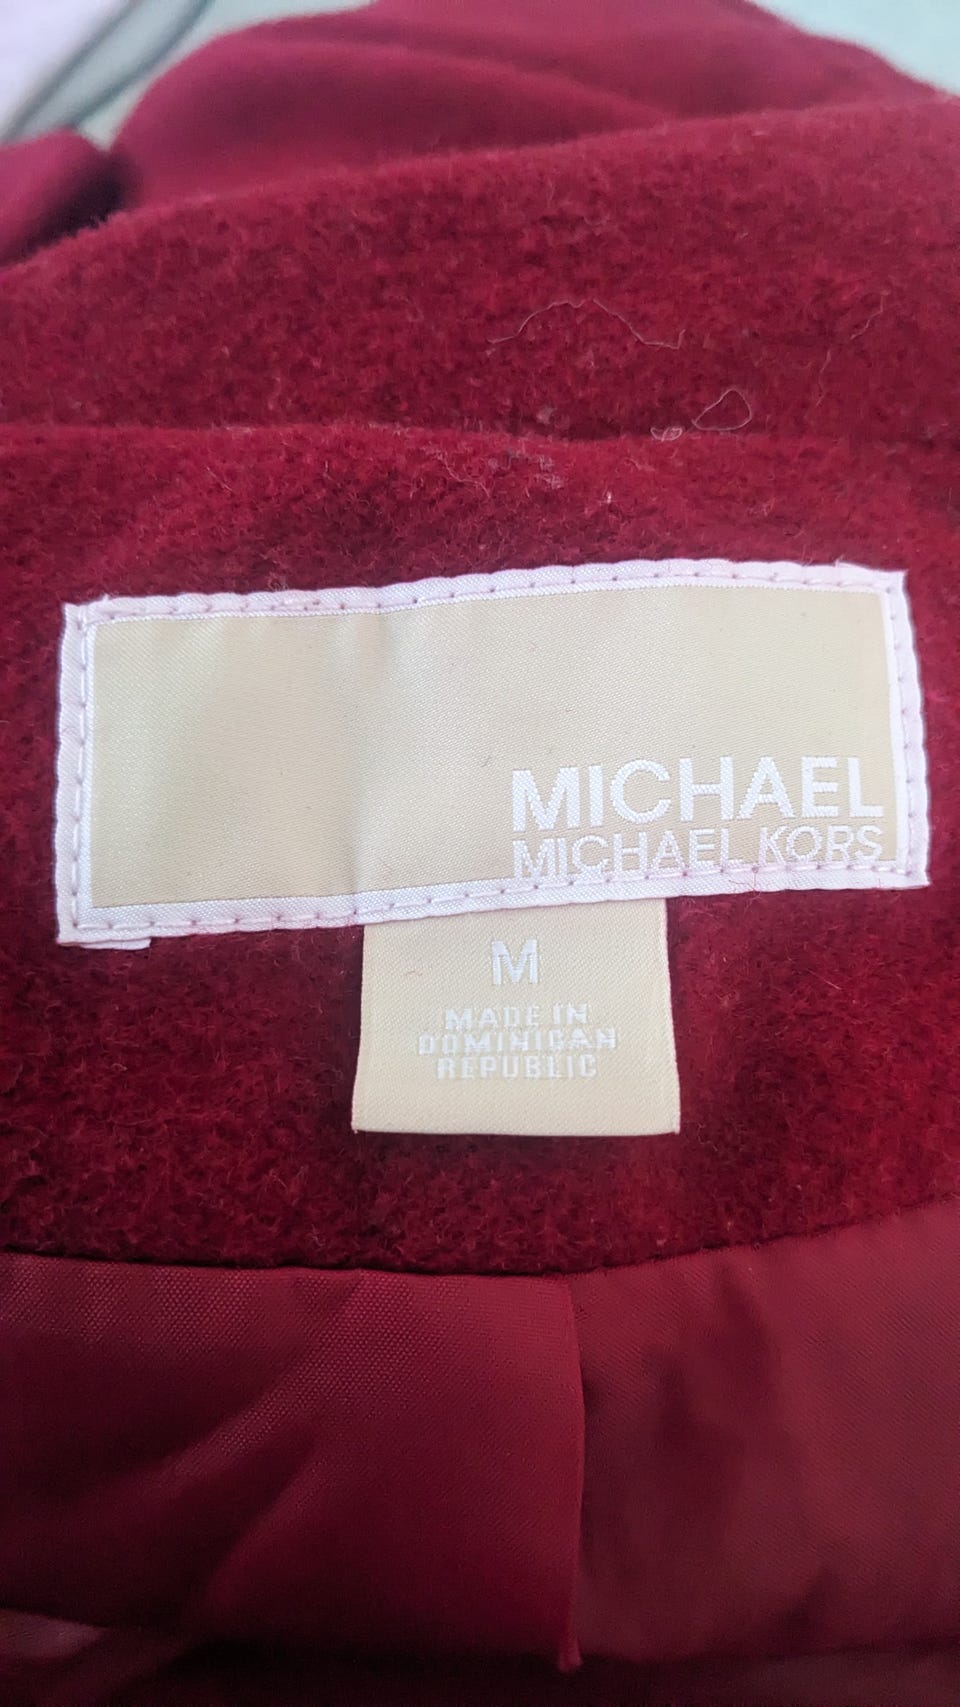 MICHAEL
MICHAEL KORS
M
MADE IN
DOMINICAN
REPUBLIC